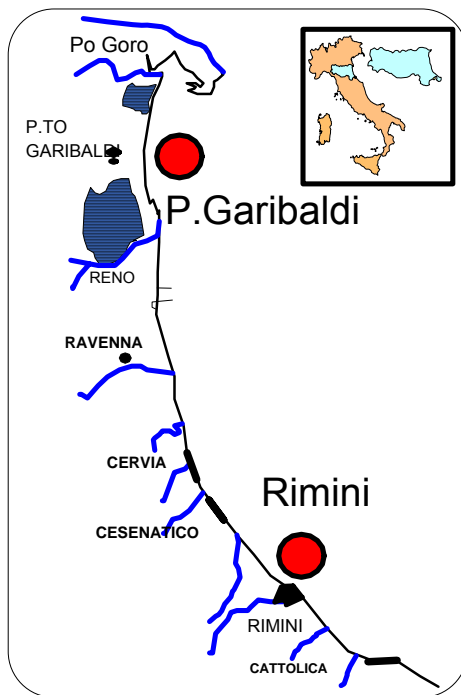 Po Goro
P.TO
GARIBALDI
P.Garibaldi
RENO
RAVENNA
CERVIA
Rimini
CESENATICO
RIMINI
CATTOLICA